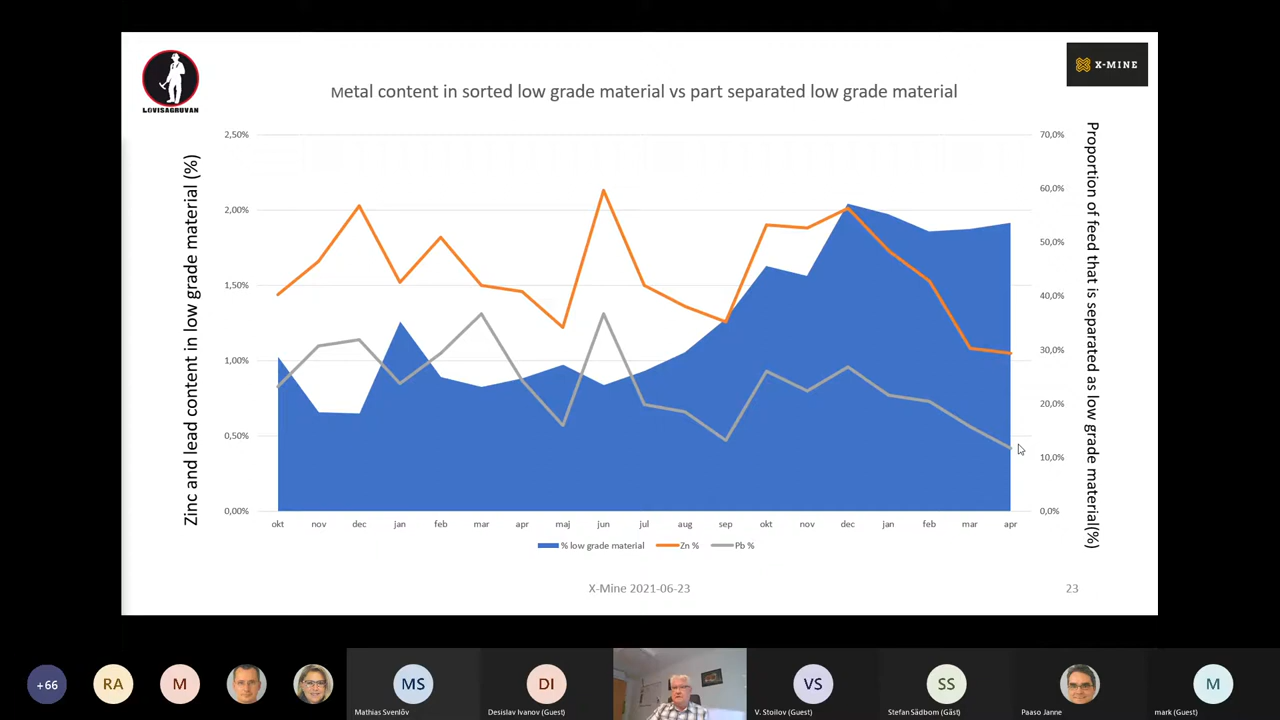 LOVISAGRUVAN
X-MINE
Metal content in sorted low grade material vs part separated low grade material
Zinc and lead content in low grade material (%)
2,50%
2,00%
1,50%
1,00%
0,50%
0,00%
70,0%
60,0%
50,0%
40,0%
30,0%
20,0%
10,0%
0,0%
Proportion of feed that is separated as low grade material(%)
okt nov dec jan feb mar apr maj jun jul aug sep okt nov dec jan feb mar apr
% low grade material Zn % Pb %
X-Mine 2021-06-23
23
+66
RA
M
MS
Mathias Svenlöv
DI
Desislav Ivanov (Guest)
VS
V. Stoilov (Guest)
SS
Stefan Sädbom (Gäst)
Paaso Janne
M
mark (Guest)